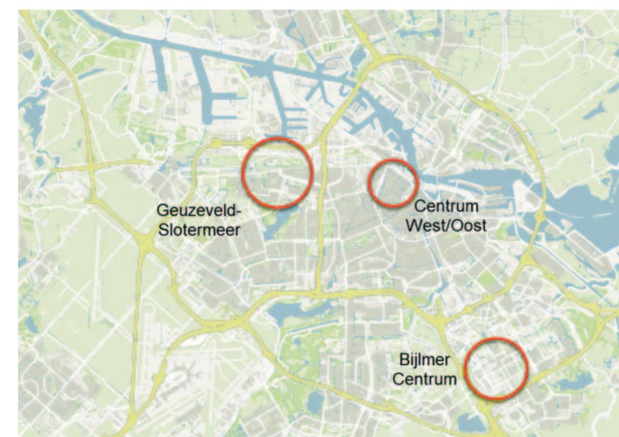 Geuzeveld-
Slotermeer
Centrum
West/Oost
Bijlmer
Centrum